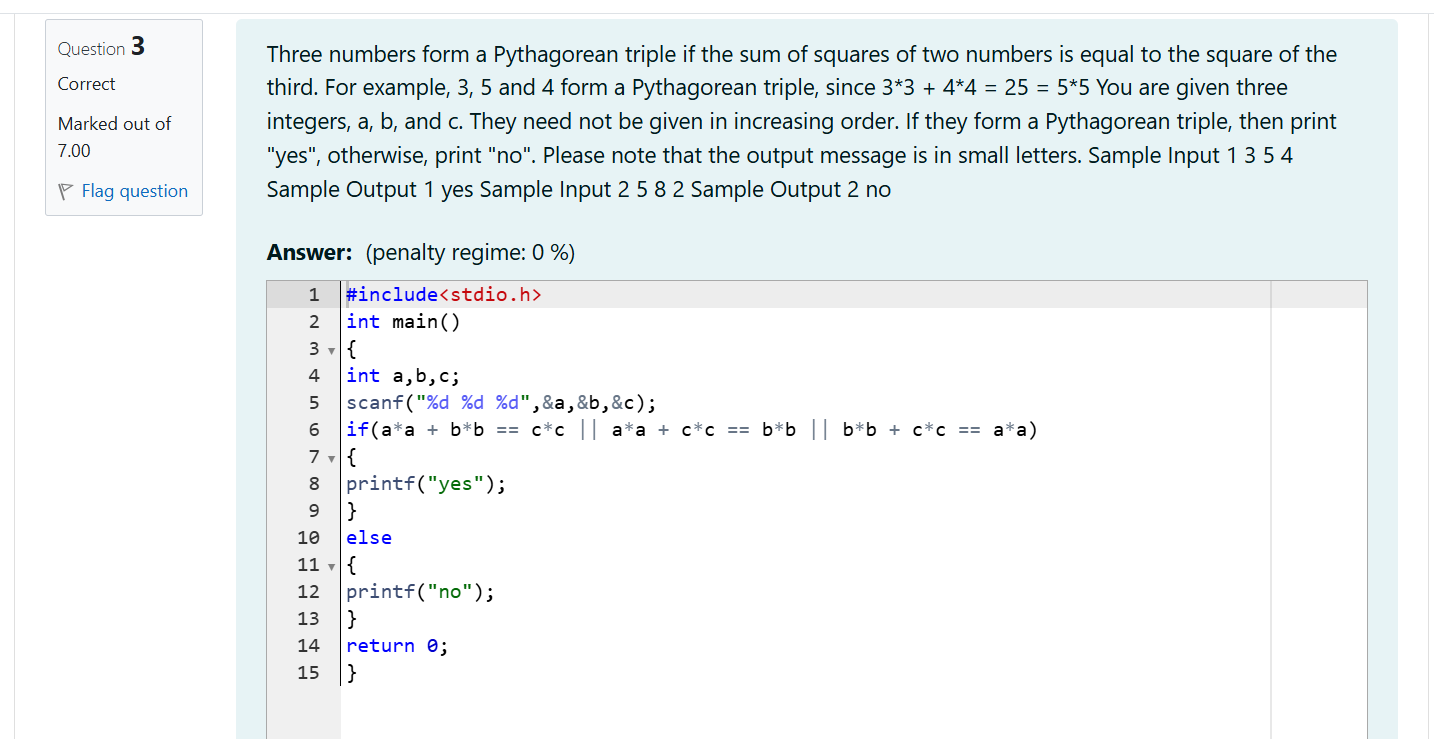 Question 3
Correct
Marked out of
7.00
Flag question
Three numbers form a Pythagorean triple if the sum of squares of two numbers is equal to the square of the
third. For example, 3, 5 and 4 form a Pythagorean triple, since 3*3 + 4*4 = 25 = 5*5 You are given three
integers, a, b, and c. They need not be given in increasing order. If they form a Pythagorean triple, then print
"yes", otherwise, print "no". Please note that the output message is in small letters. Sample Input 1 3 5 4
Sample Output 1 yes Sample Input 2 5 8 2 Sample Output 2 no
Answer: (penalty regime: 0 %)
1 #include<stdio.h>
2 int main()
3 {
4 int a,b,c;
5 scanf("%d %d %d",&a,&b,&c);
6 if(a*a + b*b == c*c || a*a + c*c == b*b || b*b + c*c == a*a)
7 {
8 printf("yes");
9 }
10 else
11 {
12 printf("no");
13 }
14 return 0;
15 }